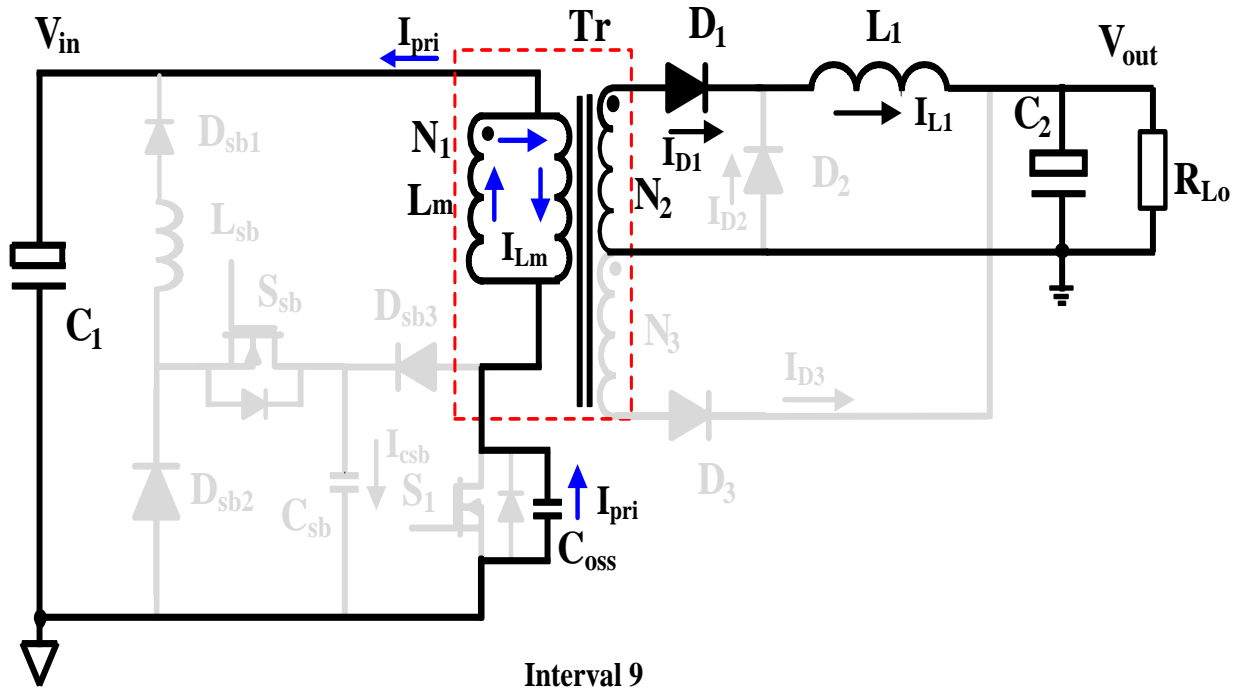 Tr
D1
L1
Vin
Ipri
Vout
Dsb1
N1
ID1
IL1
C2
D2
Lm
N2
ID2
RLo
Lsb
ILm
Ssb
Dsb3
C1
N3
ID3
Icsb
Dsb2
S1
D3
Csb
Ipri
Coss
Interval 9